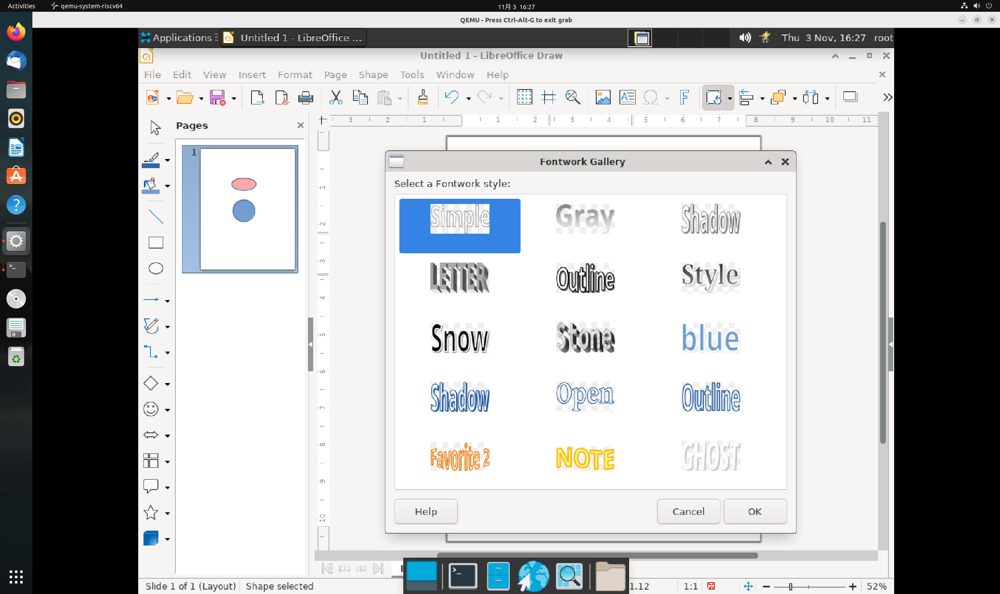 Activities qemu-system-riscv64 11月 3 16:27
QEMU - Press Ctrl-Alt-G to exit grab
Applications Untitled 1 - LibreOffice ... Thu 3 Nov, 16:27 root
Untitled 1 - LibreOffice Draw
File Edit View Insert Format Page Shape Tools Window Help
Pages
3 2 1 1 2 3 4 5 6 7 8 9 10 11
1
1 2 3 4 5 6 7 8 9 10
Fontwork Gallery
Select a Fontwork style:
Simple Gray Shadow
LETTER Outline Style
Snow Stone blue
Shadow Open Outline
Favorite 2 NOTE GHOST
Help Cancel OK
Slide 1 of 1 (Layout) Shape selected 1.12 1:1 52%